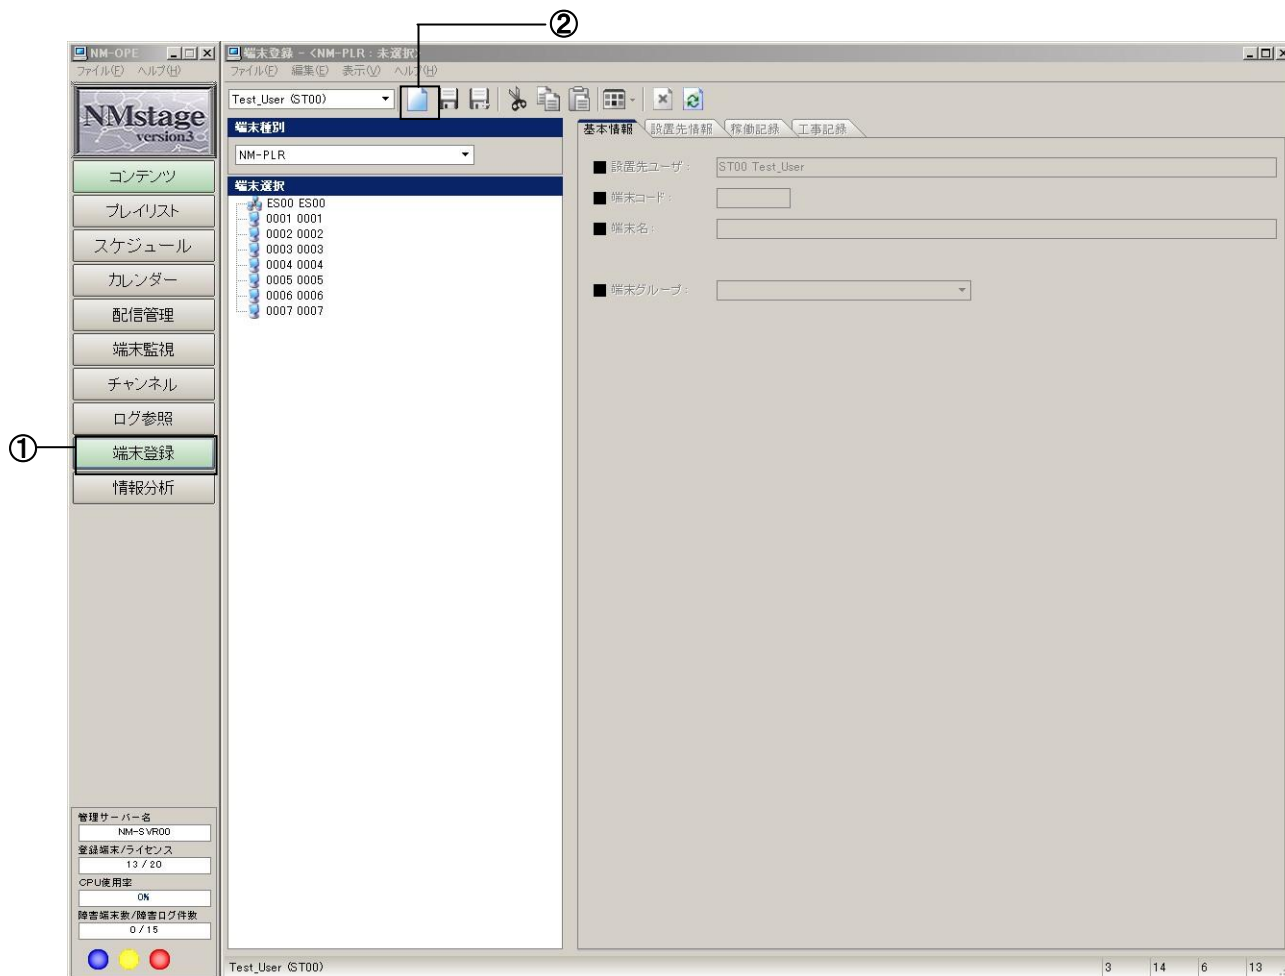 ②
NM-OPE
ファイル(F) ヘルプ(H)
NMstage
version3
コンテンツ
プレイリスト
スケジュール
カレンダー
配信管理
端末監視
チャンネル
ログ参照
①
端末登録
情報分析
管理サーバー名
NM-SVR00
登録端末/ライセンス
13 / 20
CPU使用率
0%
障害端末数/障害ログ件数
0 / 15
端末登録 - <NM-PLR : 未選択>
ファイル(F) 編集(E) 表示(V) ヘルプ(H)
Test_User (ST00)
端末種別
NM-PLR
端末選択
ES00 ES00
0001 0001
0002 0002
0003 0003
0004 0004
0005 0005
0006 0006
0007 0007
基本情報 設置先情報 稼働記録 工事記録
■ 設置先ユーザ : ST00 Test_User
■ 端末コード :
■ 端末名 :
■ 端末グループ :
Test_User (ST00) 3 14 6 13